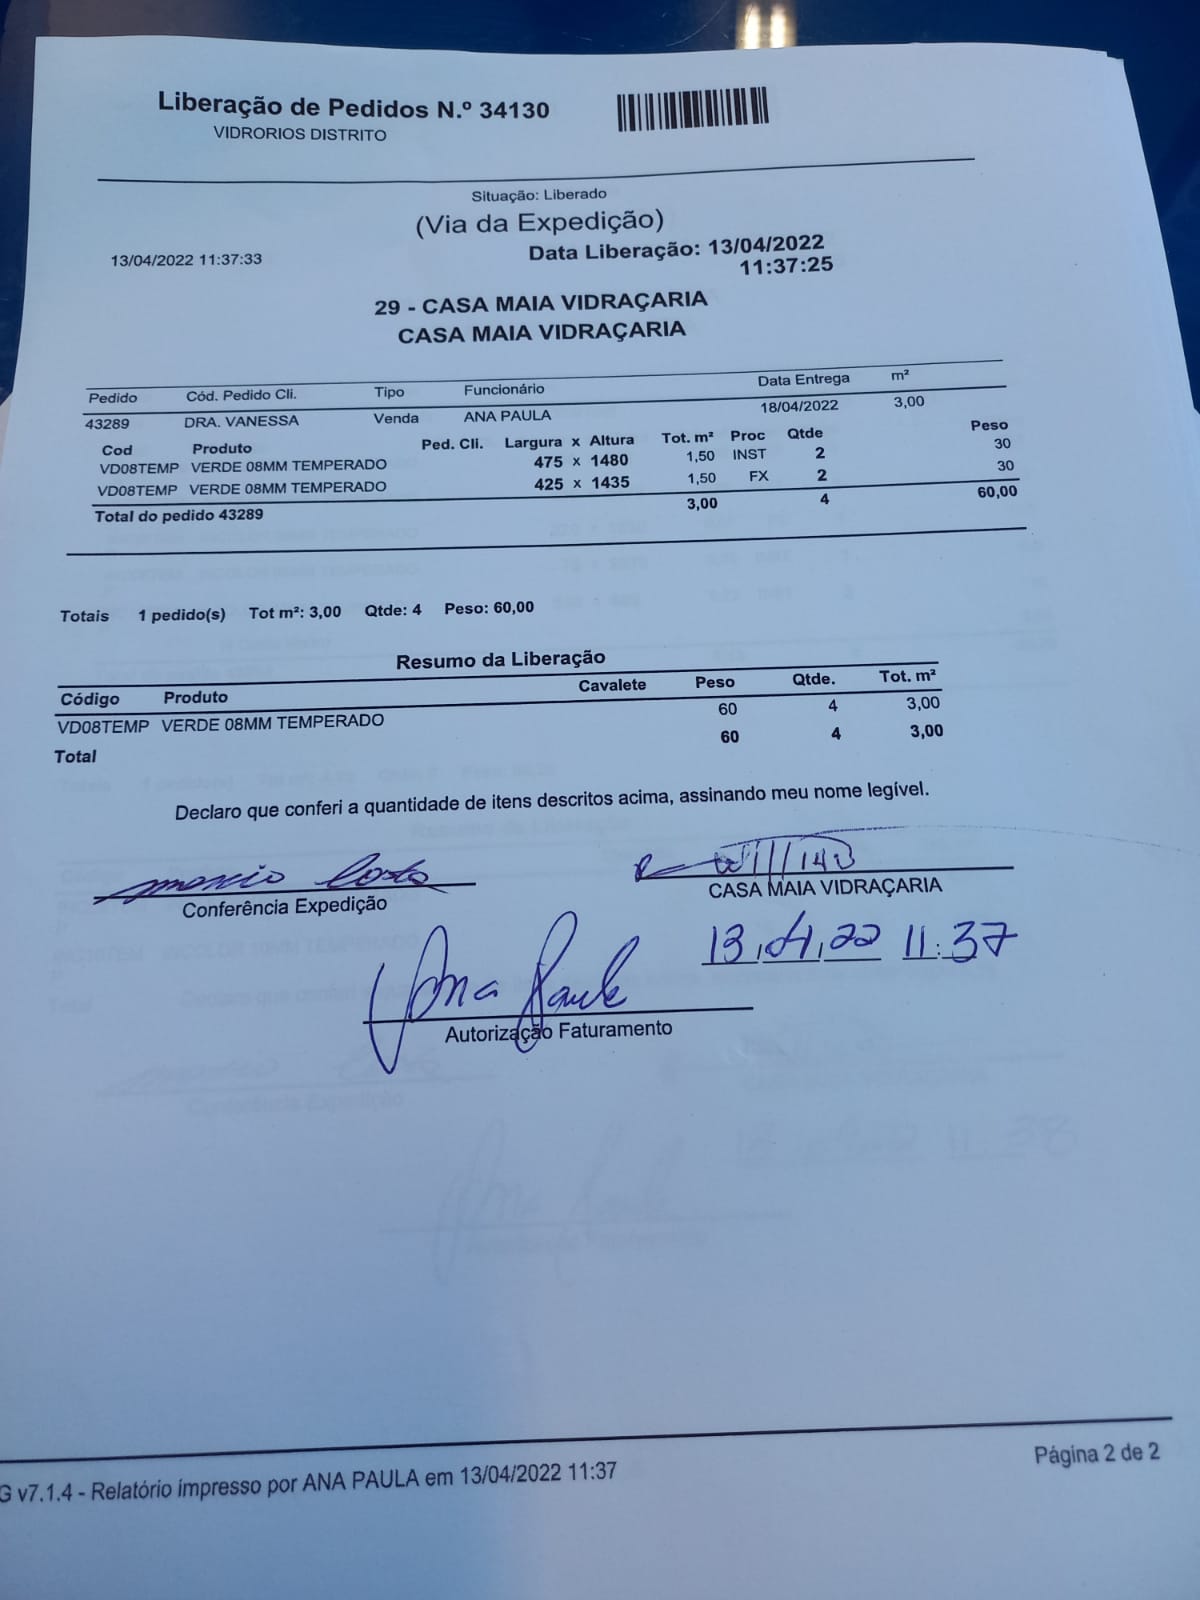 Liberação de Pedidos N.º 34130
VIDRORIOS DISTRITO
Situação: Liberado
(Via da Expedição)
13/04/2022 11:37:33 Data Liberação: 13/04/2022
11:37:25
29 - CASA MAIA VIDRAÇARIA
CASA MAIA VIDRAÇARIA
Pedido Cód. Pedido Cli. Tipo Funcionário Data Entrega m²
43289 DRA. VANESSA Venda ANA PAULA 18/04/2022 3,00
Cod Produto Ped. Cli. Largura x Altura Tot. m² Proc Qtde Peso
VD08TEMP VERDE 08MM TEMPERADO 475 x 1480 1,50 INST 2 30
VD08TEMP VERDE 08MM TEMPERADO 425 x 1435 1,50 FX 2 30
Total do pedido 43289 3,00 4 60,00
Totais 1 pedido(s) Tot m²: 3,00 Qtde: 4 Peso: 60,00
Resumo da Liberação
Código Produto Cavalete Peso Qtde. Tot. m²
VD08TEMP VERDE 08MM TEMPERADO 60 4 3,00
Total 60 4 3,00
Declaro que conferi a quantidade de itens descritos acima, assinando meu nome legível.
marcio Costa
Conferência Expedição CASA MAIA VIDRAÇARIA
13,04,22 11:37
Ana Paula
Autorização Faturamento
G v7.1.4 - Relatório impresso por ANA PAULA em 13/04/2022 11:37 Página 2 de 2